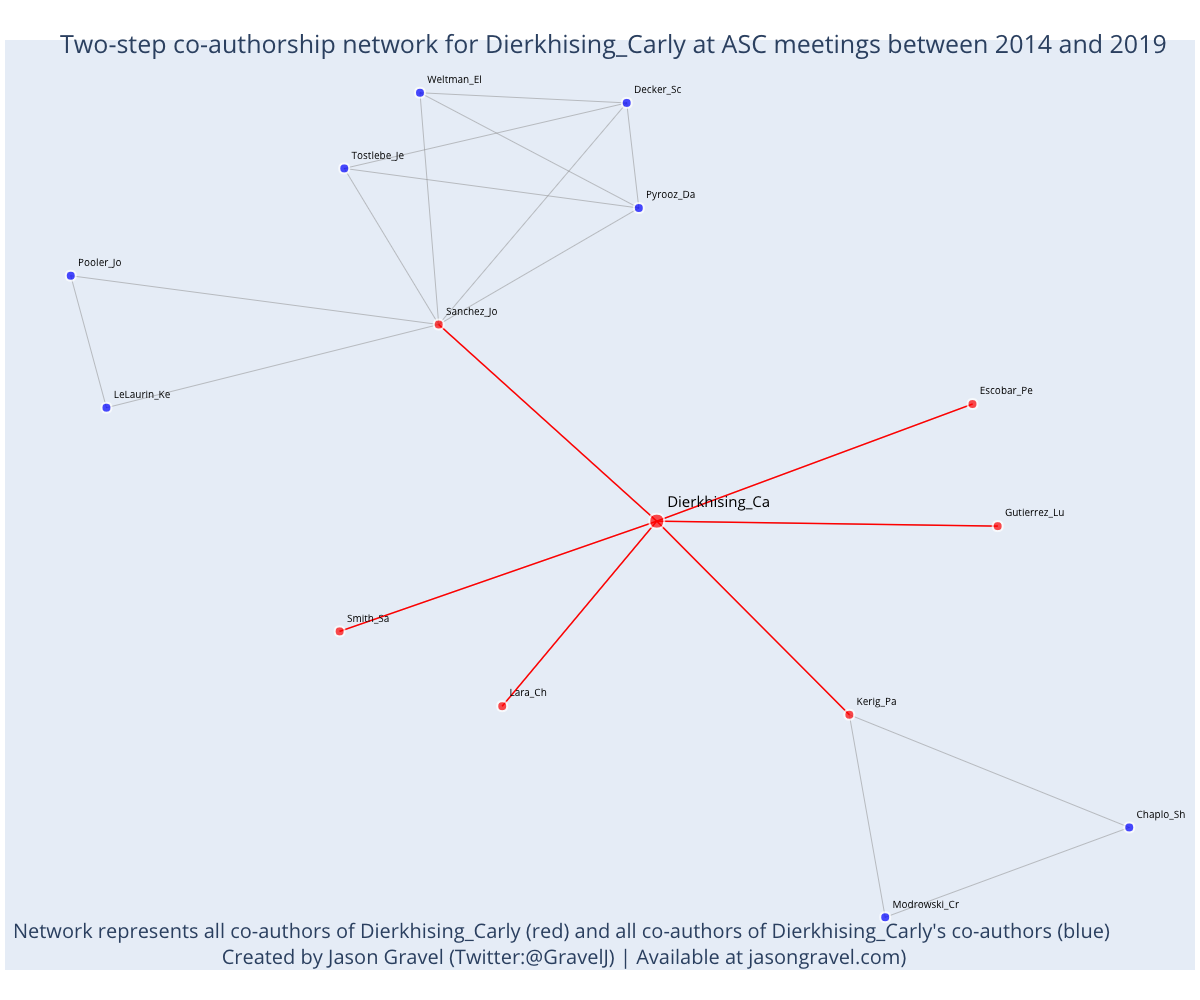 Two-step co-authorship network for Dierkhising_Carly at ASC meetings between 2014 and 2019
Weltman_El
Decker_Sc
Tostlebe_Je
Pyrooz_Da
Pooler_Jo
Sanchez_Jo
LeLaurin_Ke
Escobar_Pe
Dierkhising_Ca
Gutierrez_Lu
Smith_Sa
Lara_Ch
Kerig_Pa
Chaplo_Sh
Modrowski_Cr
Network represents all co-authors of Dierkhising_Carly (red) and all co-authors of Dierkhising_Carly's co-authors (blue)
Created by Jason Gravel (Twitter:@GravelJ) | Available at jasongravel.com)